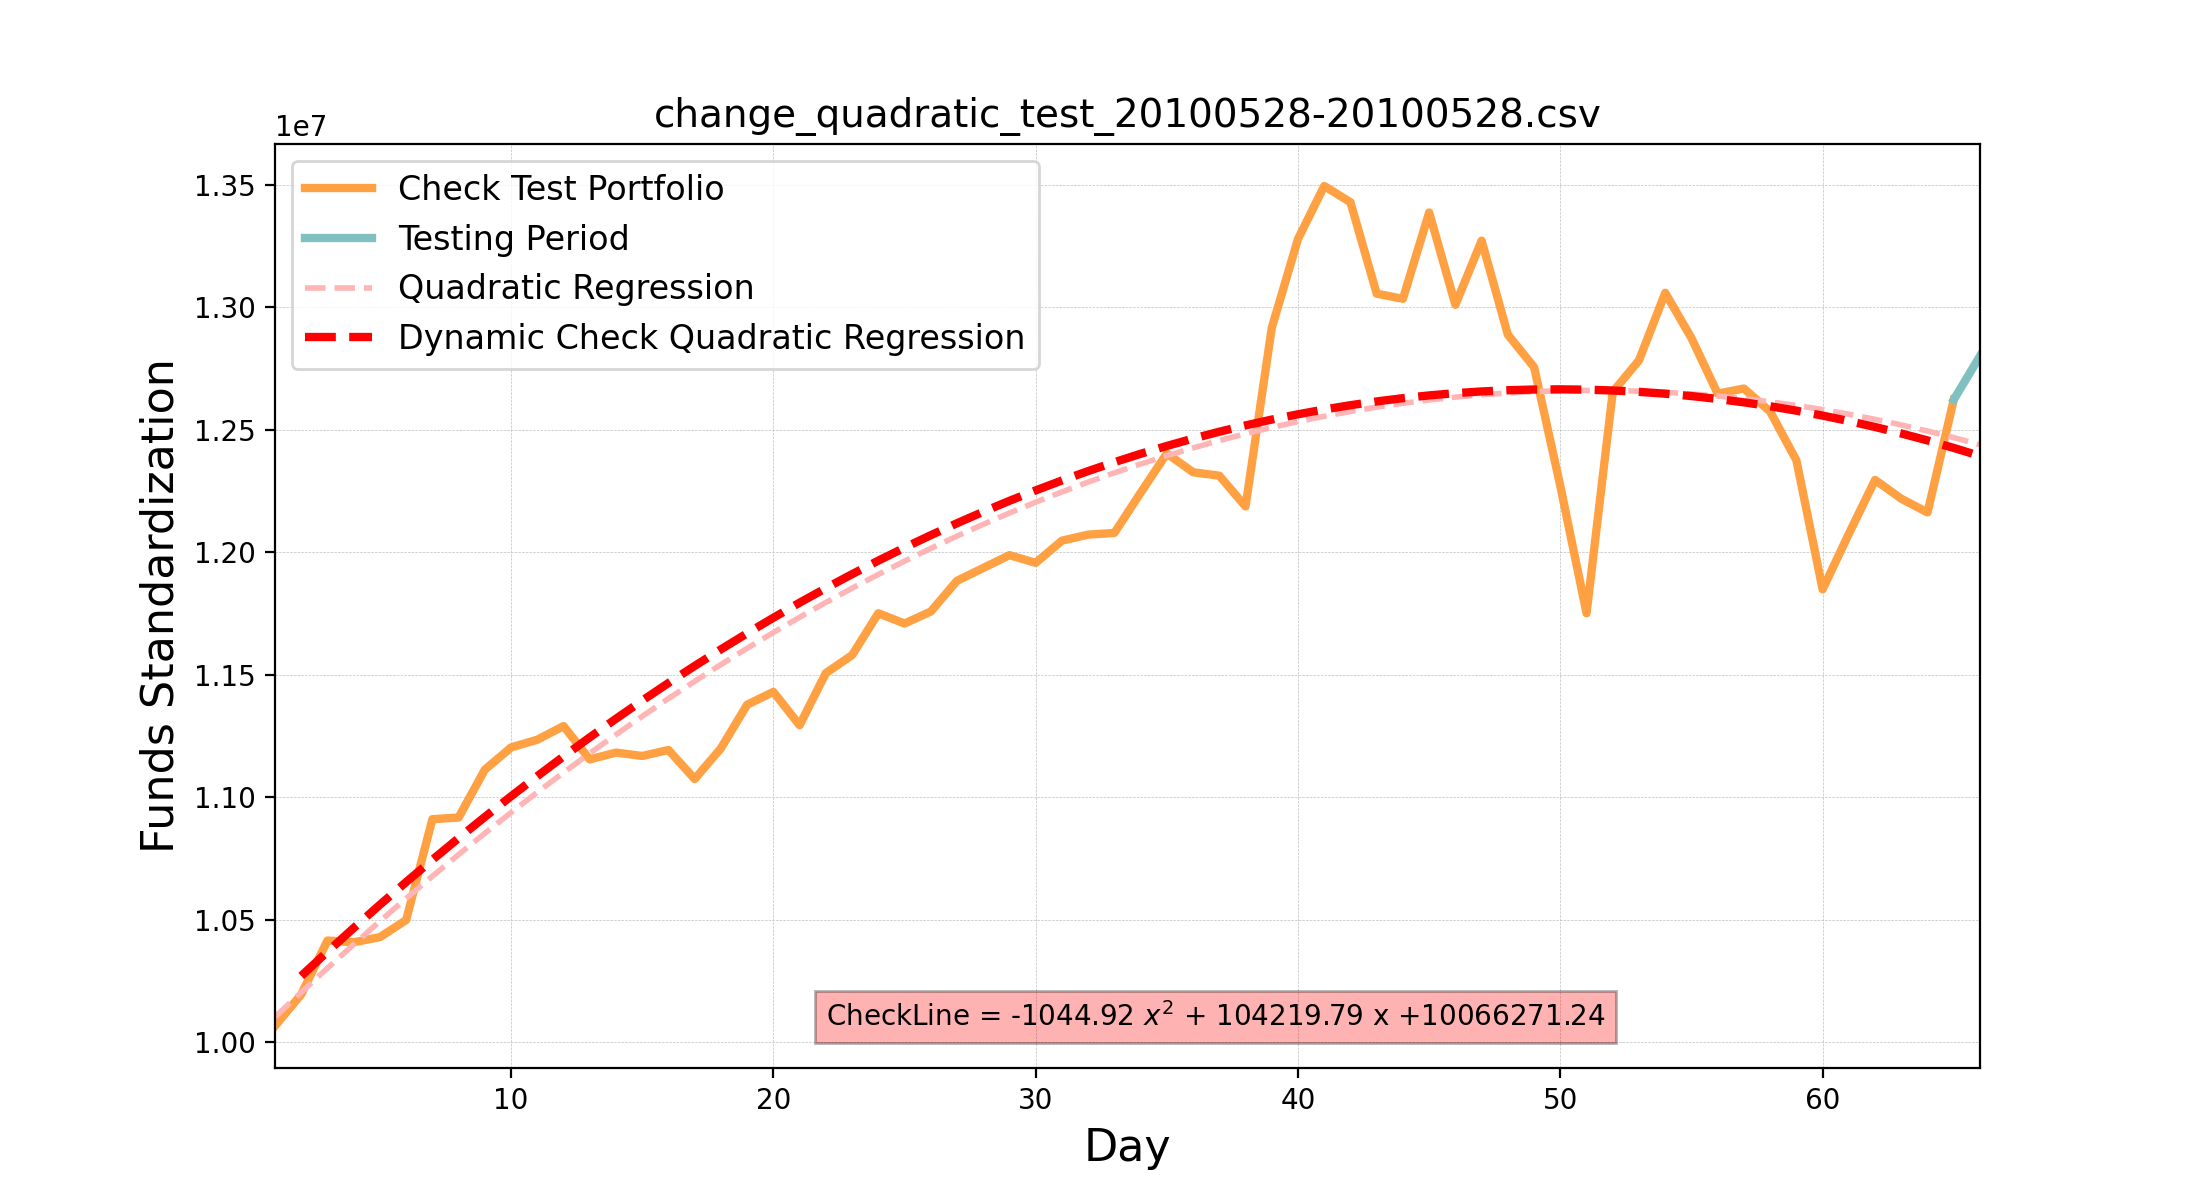 change_quadratic_test_20100528-20100528.csv
1e7
Check Test Portfolio
Testing Period
Quadratic Regression
Dynamic Check Quadratic Regression
Funds Standardization
1.35
1.30
1.25
1.20
1.15
1.10
1.05
1.00
CheckLine = -1044.92 x² + 104219.79 x +10066271.24
10 20 30 40 50 60
Day